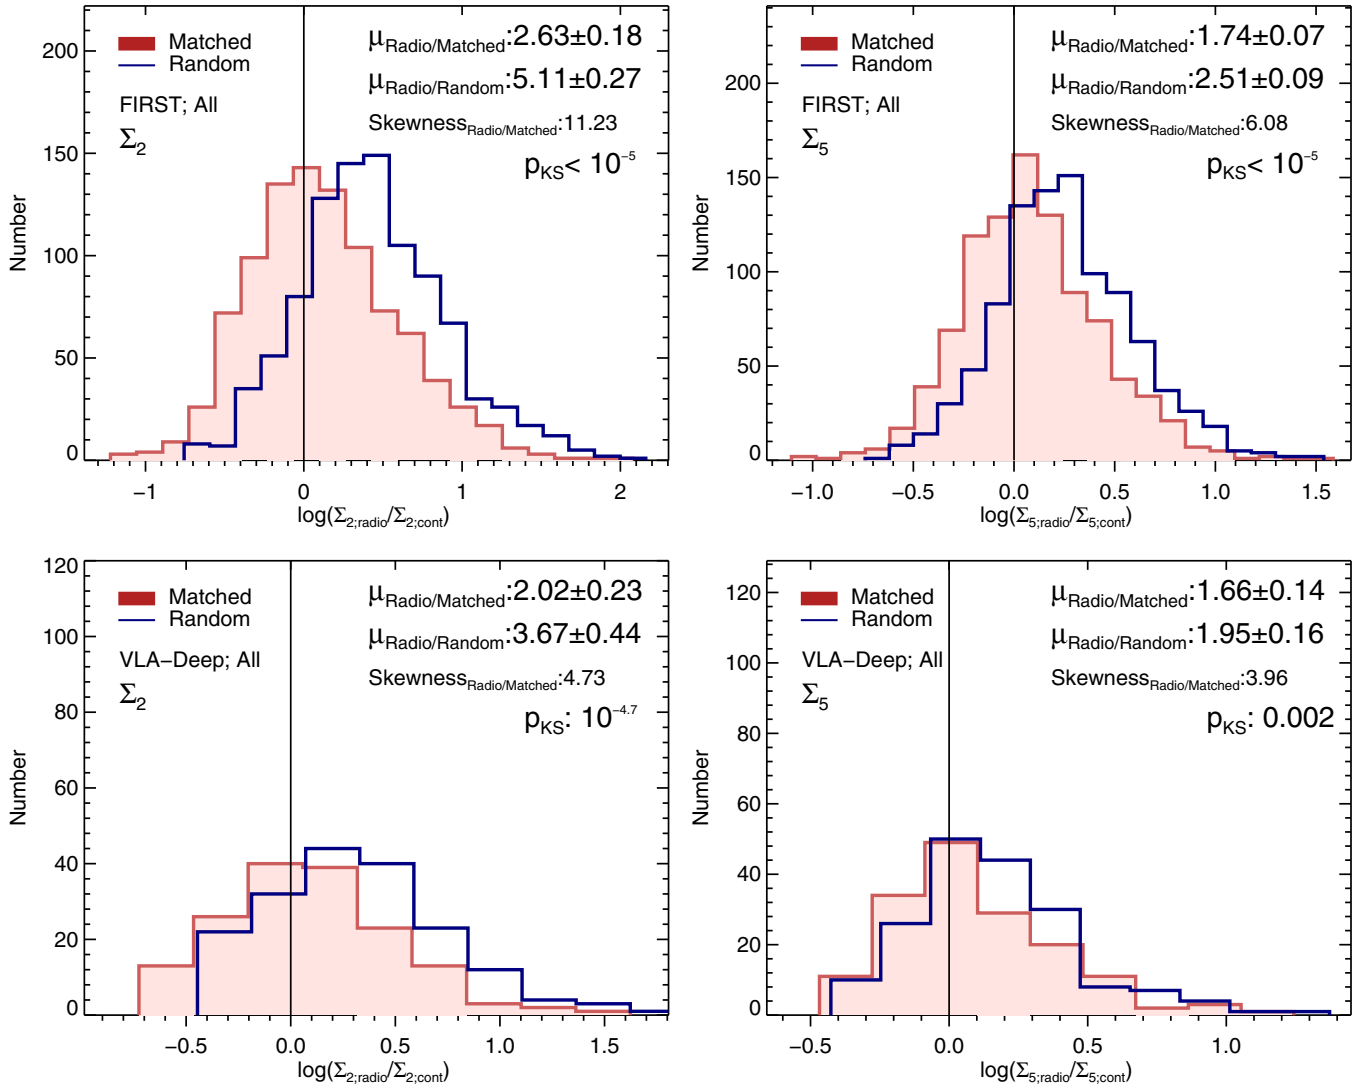 Matched
Random
FIRST; All
Σ2
μRadio/Matched:2.63±0.18
μRadio/Random:5.11±0.27
SkewnessRadio/Matched:11.23
pKS< 10−5
200
150
100
50
0
Number
−1 0 1 2
log(Σ2;radio/Σ2;cont)
Matched
Random
FIRST; All
Σ5
μRadio/Matched:1.74±0.07
μRadio/Random:2.51±0.09
SkewnessRadio/Matched:6.08
pKS< 10−5
200
150
100
50
0
Number
−1.0 −0.5 0.0 0.5 1.0 1.5
log(Σ5;radio/Σ5;cont)
Matched
Random
VLA−Deep; All
Σ2
μRadio/Matched:2.02±0.23
μRadio/Random:3.67±0.44
SkewnessRadio/Matched:4.73
pKS: 10−4.7
120
100
80
60
40
20
0
Number
−0.5 0.0 0.5 1.0 1.5
log(Σ2;radio/Σ2;cont)
Matched
Random
VLA−Deep; All
Σ5
μRadio/Matched:1.66±0.14
μRadio/Random:1.95±0.16
SkewnessRadio/Matched:3.96
pKS: 0.002
120
100
80
60
40
20
0
Number
−0.5 0.0 0.5 1.0
log(Σ5;radio/Σ5;cont)